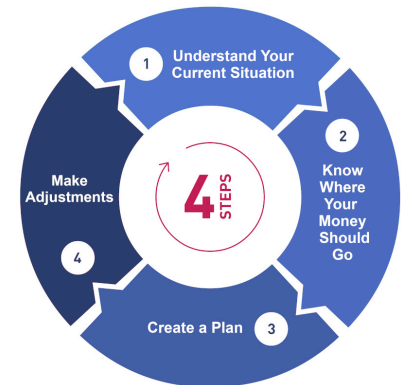 1
Understand Your
Current Situation
2
Know
Where
Your
Money
Should
Go
3
Create a Plan
4
Make
Adjustments
4
STEPS